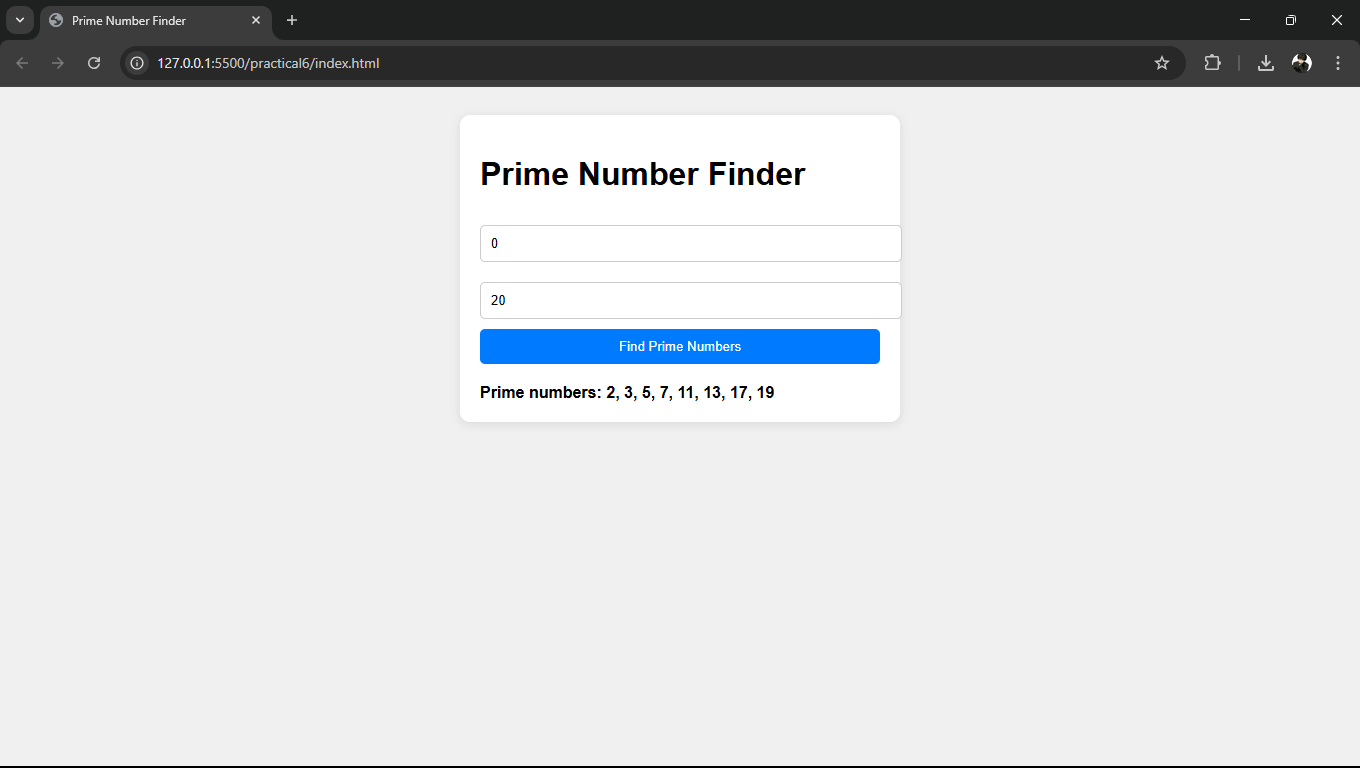 Prime Number Finder
127.0.0.1:5500/practical6/index.html
Prime Number Finder
0
20
Find Prime Numbers
Prime numbers: 2, 3, 5, 7, 11, 13, 17, 19